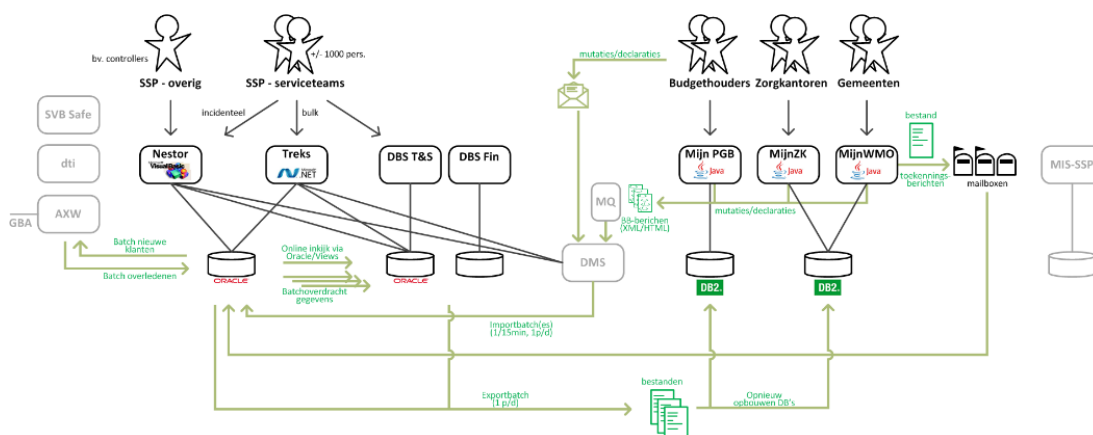 bv. controllers
+/- 1000 pers.
SSP - overig
SSP - serviceteams
mutaties/declaraties
Budgethouders
Zorgkantoren
Gemeenten
SVB Safe
incidenteel
bulk
bestand
dti
Nestor
Visual Basic
Treks
.NET
DBS T&S
DBS Fin
Mijn PGB
Java
MijnZK
Java
MijnWMO
Java
toekennings-
berichten
mailboxen
MIS-SSP
AXW
GBA
MQ
BB-berichen
(XML/HTML)
mutaties/declaraties
Batch nieuwe
klanten
Batch overledenen
Online inkijk via
Oracle/Views
Batchoverdracht
gegevens
ORACLE
ORACLE
DMS
DB2.
DB2.
Importbatch(es)
(1/15min, 1p/d)
Exportbatch
(1 p/d)
bestanden
Opnieuw
opbouwen DB's